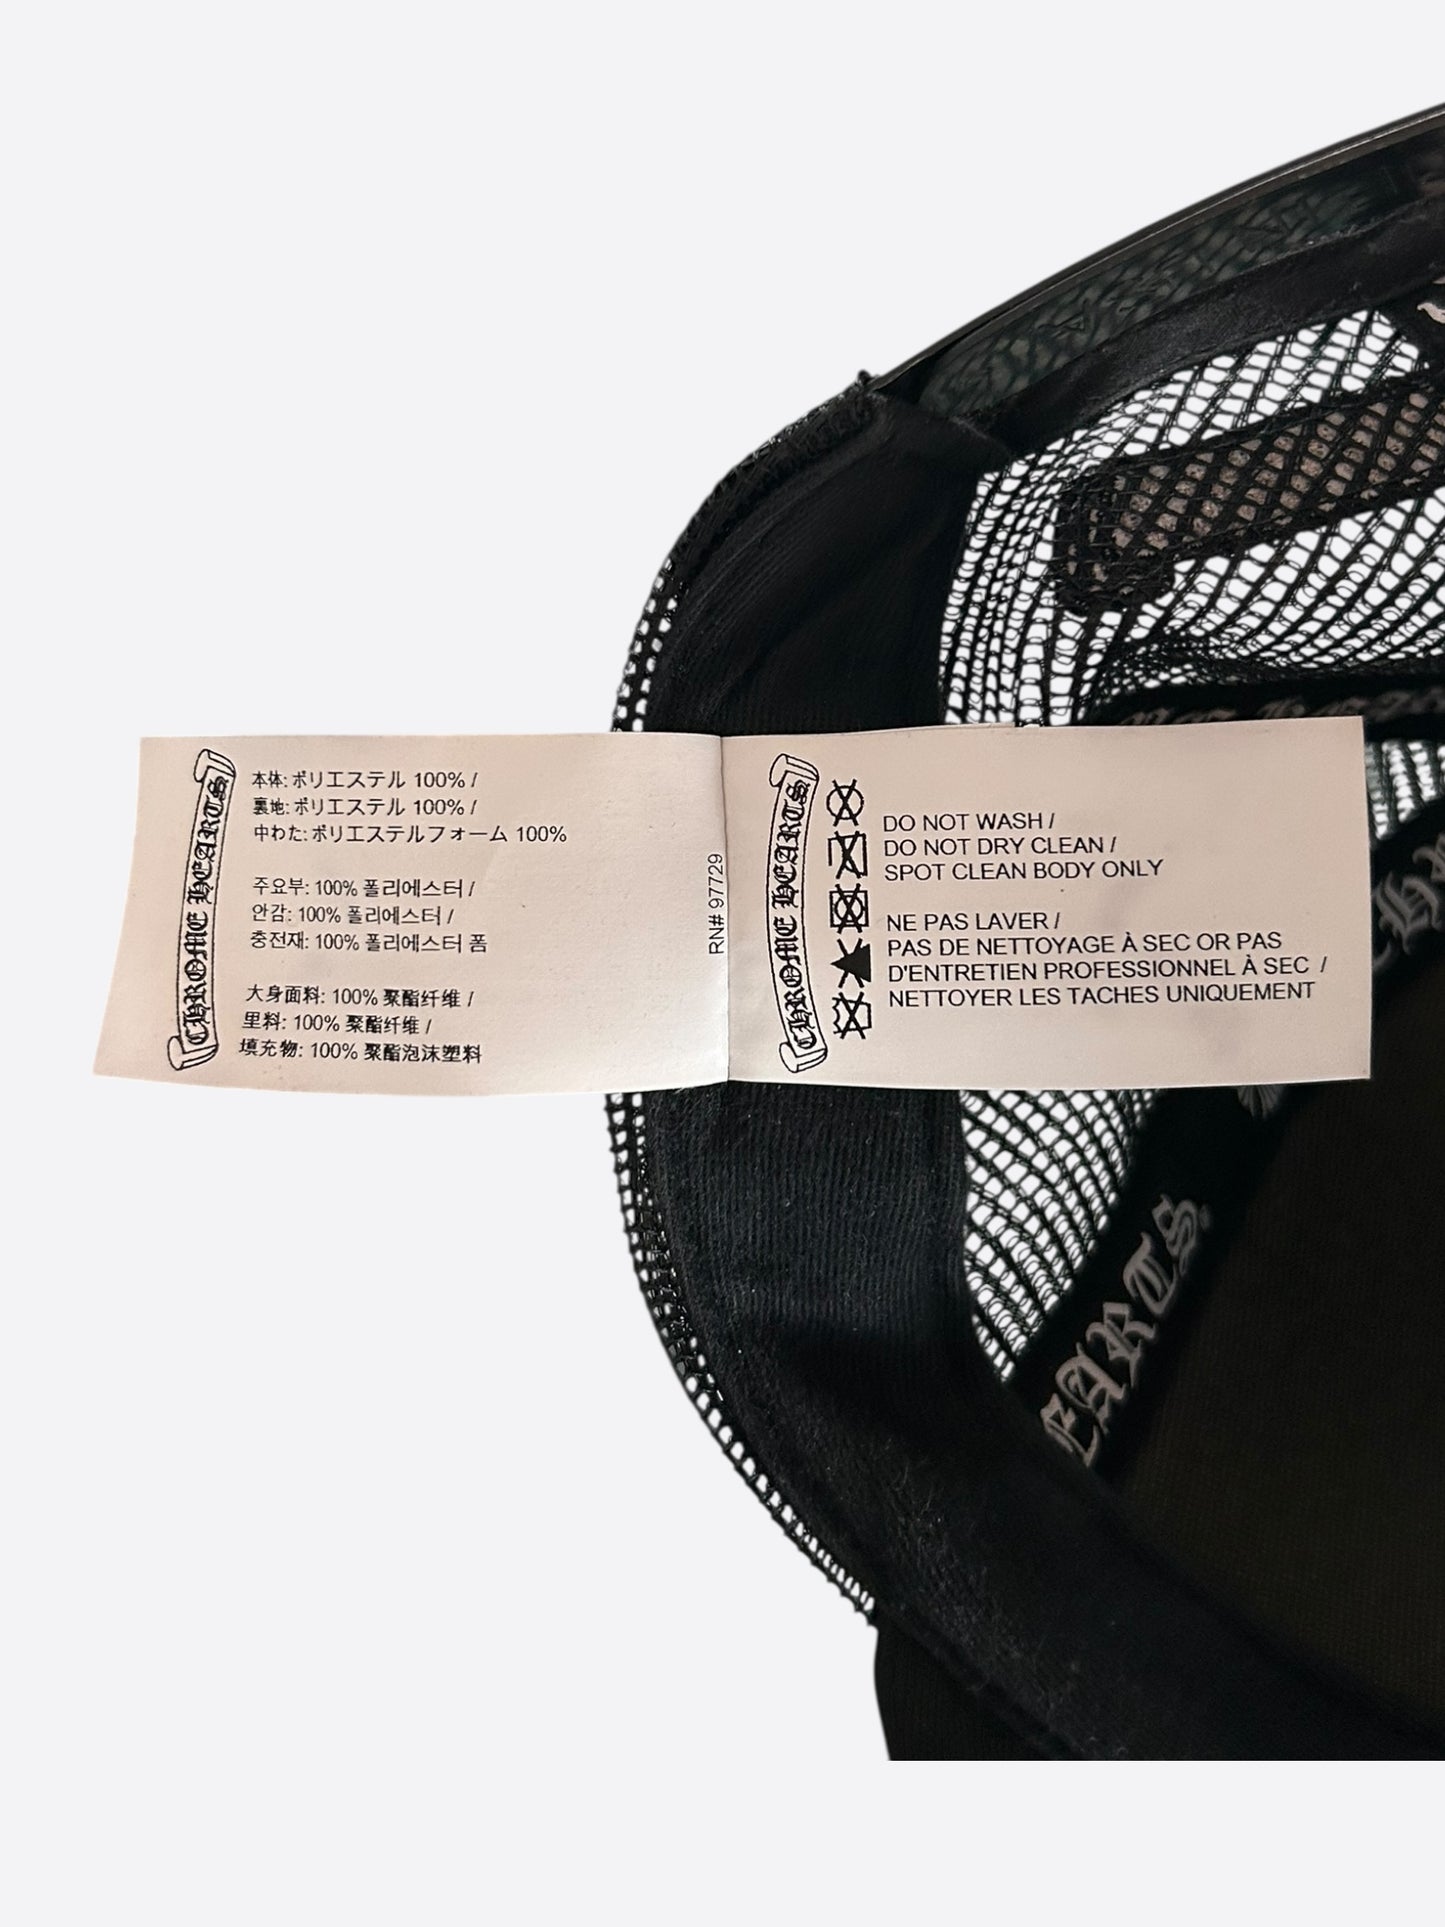 CHROME HEARTS
本体: ポリエステル 100% /
裏地: ポリエステル 100% /
中わた: ポリエステルフォーム 100%
주요부: 100% 폴리에스터 /
안감: 100% 폴리에스터 /
충전재: 100% 폴리에스터 폼
大身面料: 100% 聚酯纤维 /
里料: 100% 聚酯纤维 /
填充物: 100% 聚酯泡沫塑料
RN# 97729
CHROME HEARTS
DO NOT WASH /
DO NOT DRY CLEAN /
SPOT CLEAN BODY ONLY
NE PAS LAVER /
PAS DE NETTOYAGE À SEC OR PAS
D'ENTRETIEN PROFESSIONNEL À SEC /
NETTOYER LES TACHES UNIQUEMENT
EARTS